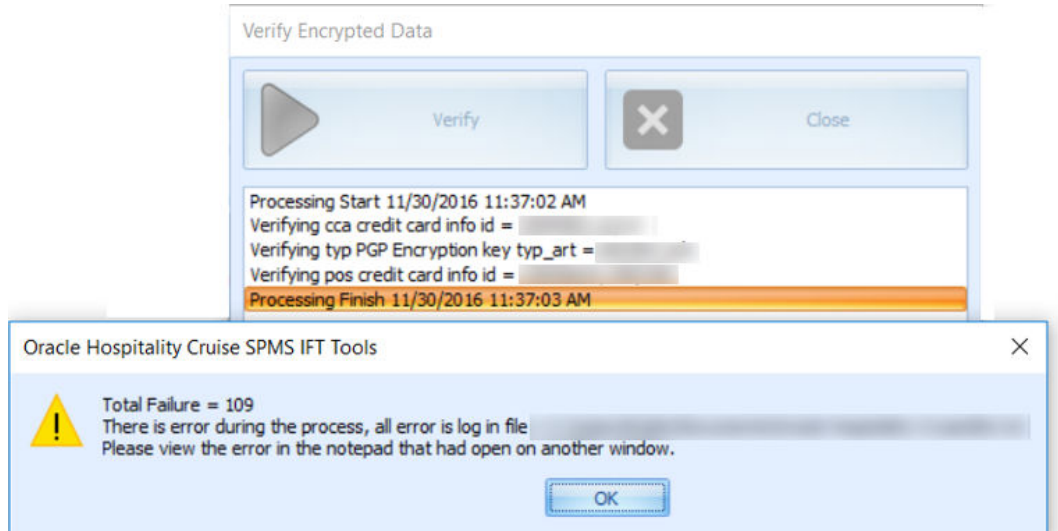 Verify Encrypted Data
Verify
Close
Processing Start 11/30/2016 11:37:02 AM
Verifying cca credit card info id =
Verifying typ PGP Encryption key typ_art =
Verifying pos credit card info id =
Processing Finish 11/30/2016 11:37:03 AM
Oracle Hospitality Cruise SPMS IFT Tools
Total Failure = 109
There is error during the process, all error is log in file
Please view the error in the notepad that had open on another window.
OK